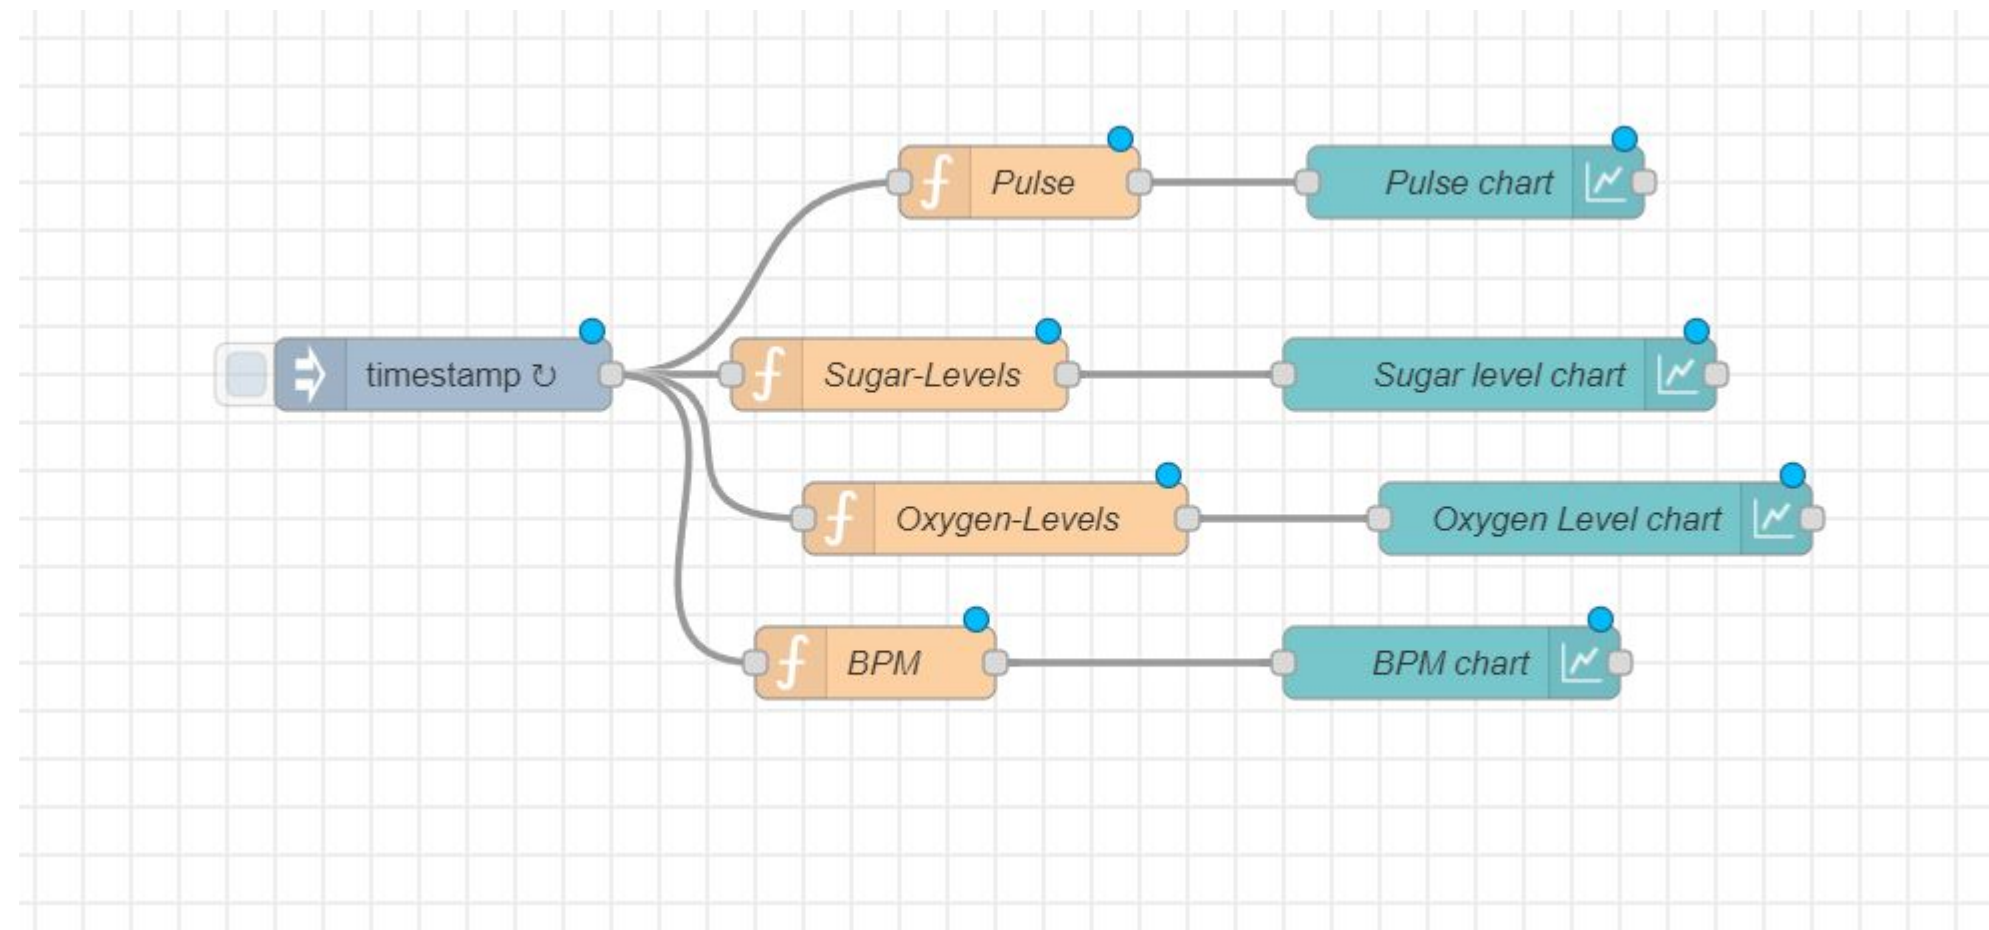 Pulse
Pulse chart
timestamp ↻
Sugar-Levels
Sugar level chart
Oxygen-Levels
Oxygen Level chart
BPM
BPM chart